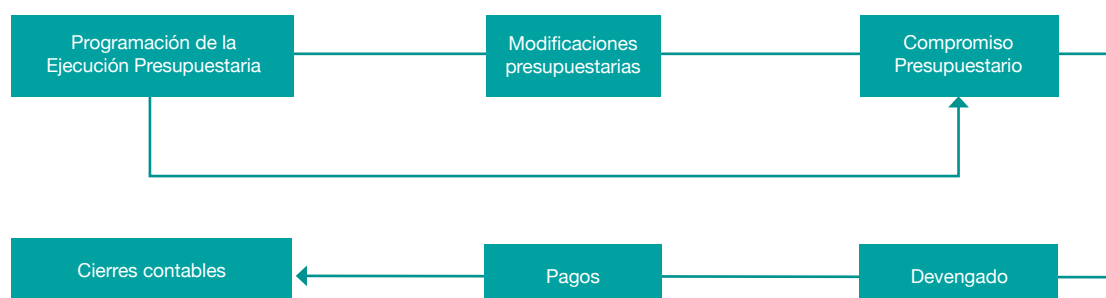 Programación de la
Ejecución Presupuestaria
Modificaciones
presupuestarias
Compromiso
Presupuestario
Cierres contables
Pagos
Devengado